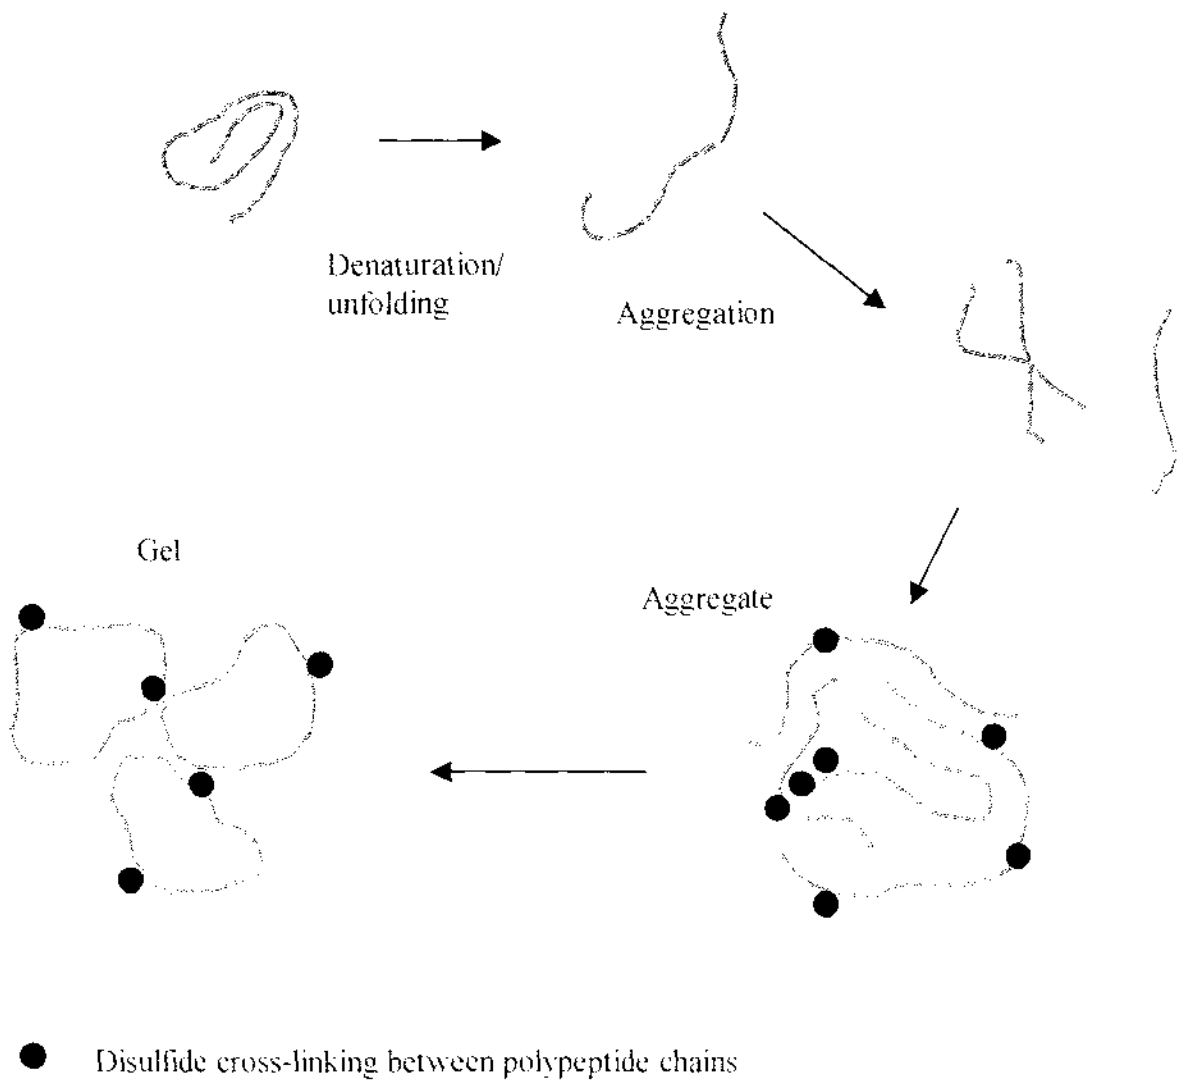 Denaturation/
unfolding
Aggregation
Gel
Aggregate
Disulfide cross-linking between polypeptide chains